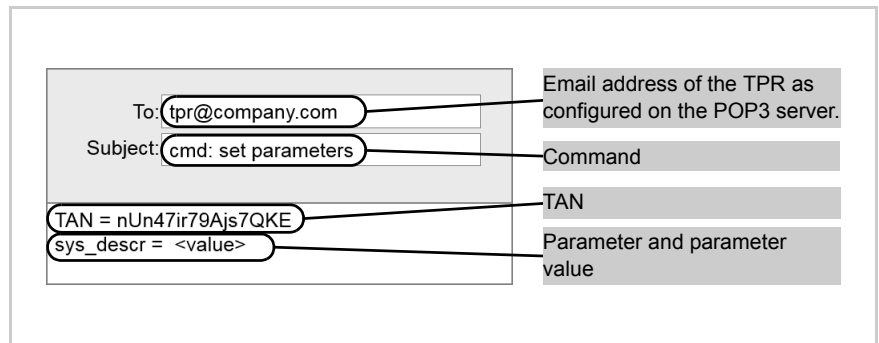 To: tpr@company.com
Subject: cmd: set parameters
TAN = nUn47ir79Ajs7QKE
sys_descr = <value>
Email address of the TPR as
configured on the POP3 server.
Command
TAN
Parameter and parameter
value